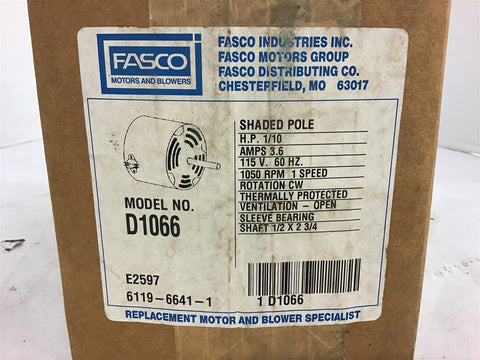 FASCO
MOTORS AND BLOWERS
FASCO INDUSTRIES INC.
FASCO MOTORS GROUP
FASCO DISTRIBUTING CO.
CHESTERFIELD, MO 63017
SHADED POLE
H.P. 1/10
AMPS 3.6
115 V. 60 HZ.
1050 RPM 1 SPEED
ROTATION CW
THERMALLY PROTECTED
VENTILATION - OPEN
SLEEVE BEARING
SHAFT 1/2 X 2 3/4
MODEL NO.
D1066
E2597
6119-6641-1
1 D1066
REPLACEMENT MOTOR AND BLOWER SPECIALIST